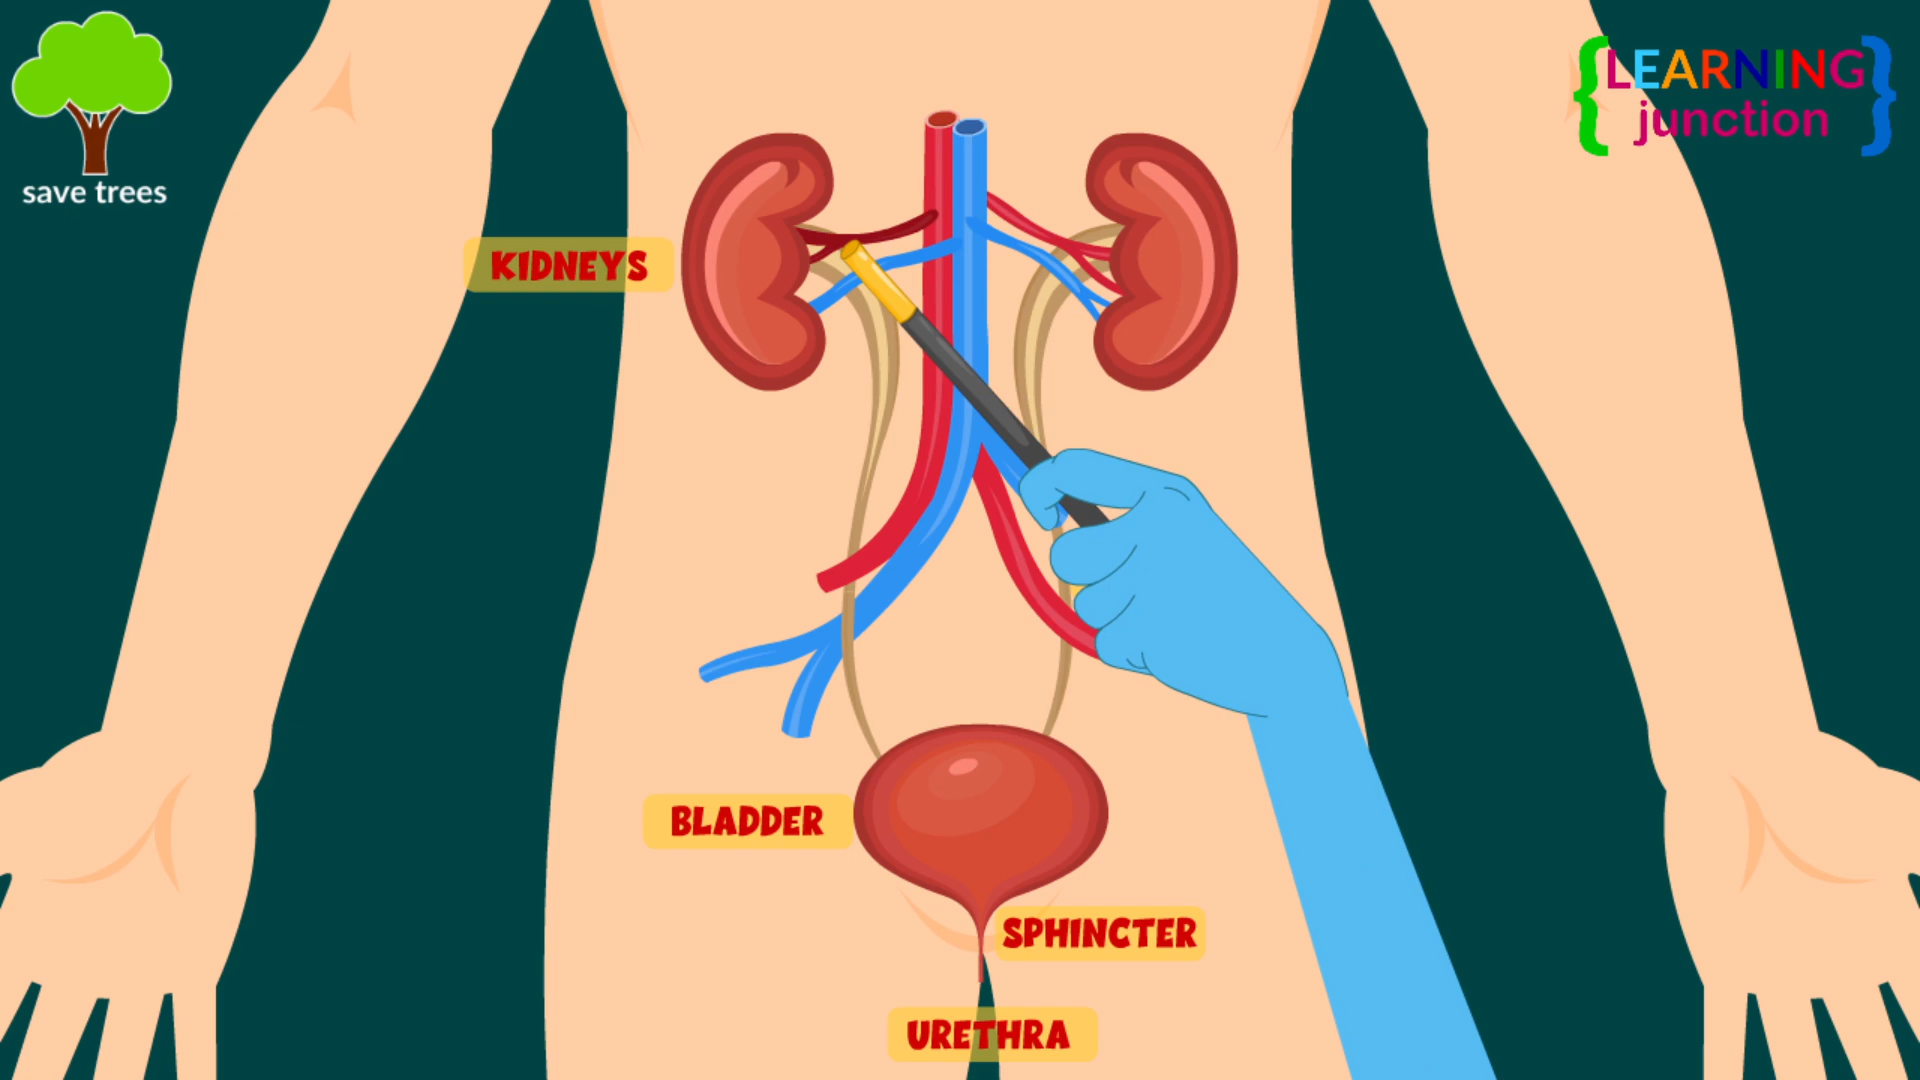 save trees
LEARNING
junction
KIDNEYS
BLADDER
SPHINCTER
URETHRA